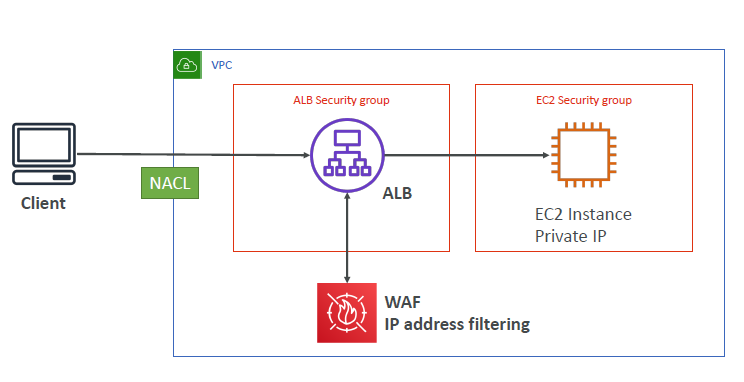 VPC
ALB Security group
EC2 Security group
NACL
Client
ALB
EC2 Instance
Private IP
WAF
IP address filtering